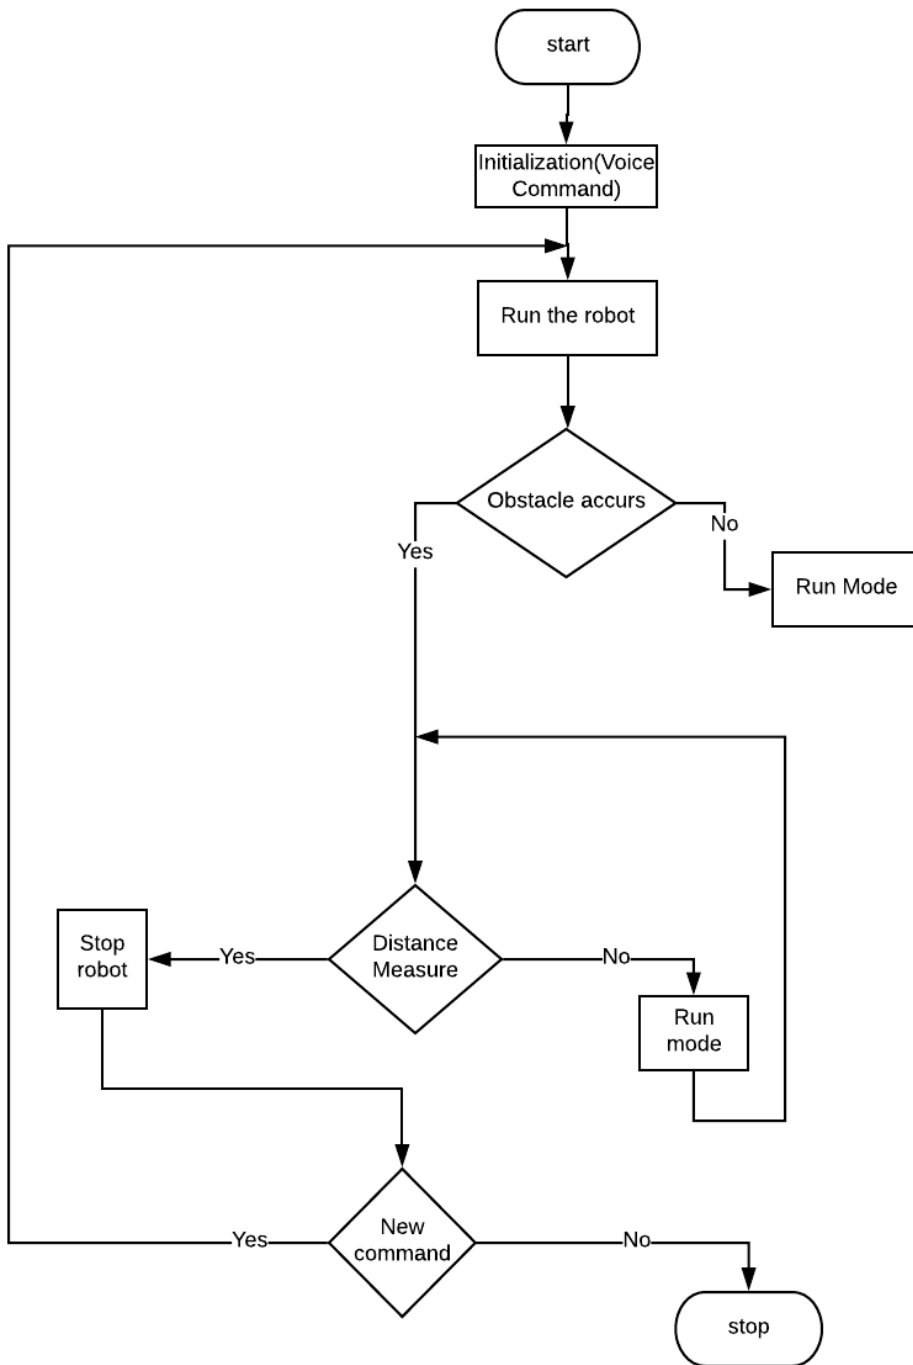 start
Initialization(Voice
Command)
Run the robot
Obstacle accurs
No
Yes
Run Mode
Stop
robot
Yes
Distance
Measure
No
Run
mode
Yes
New
command
No
stop